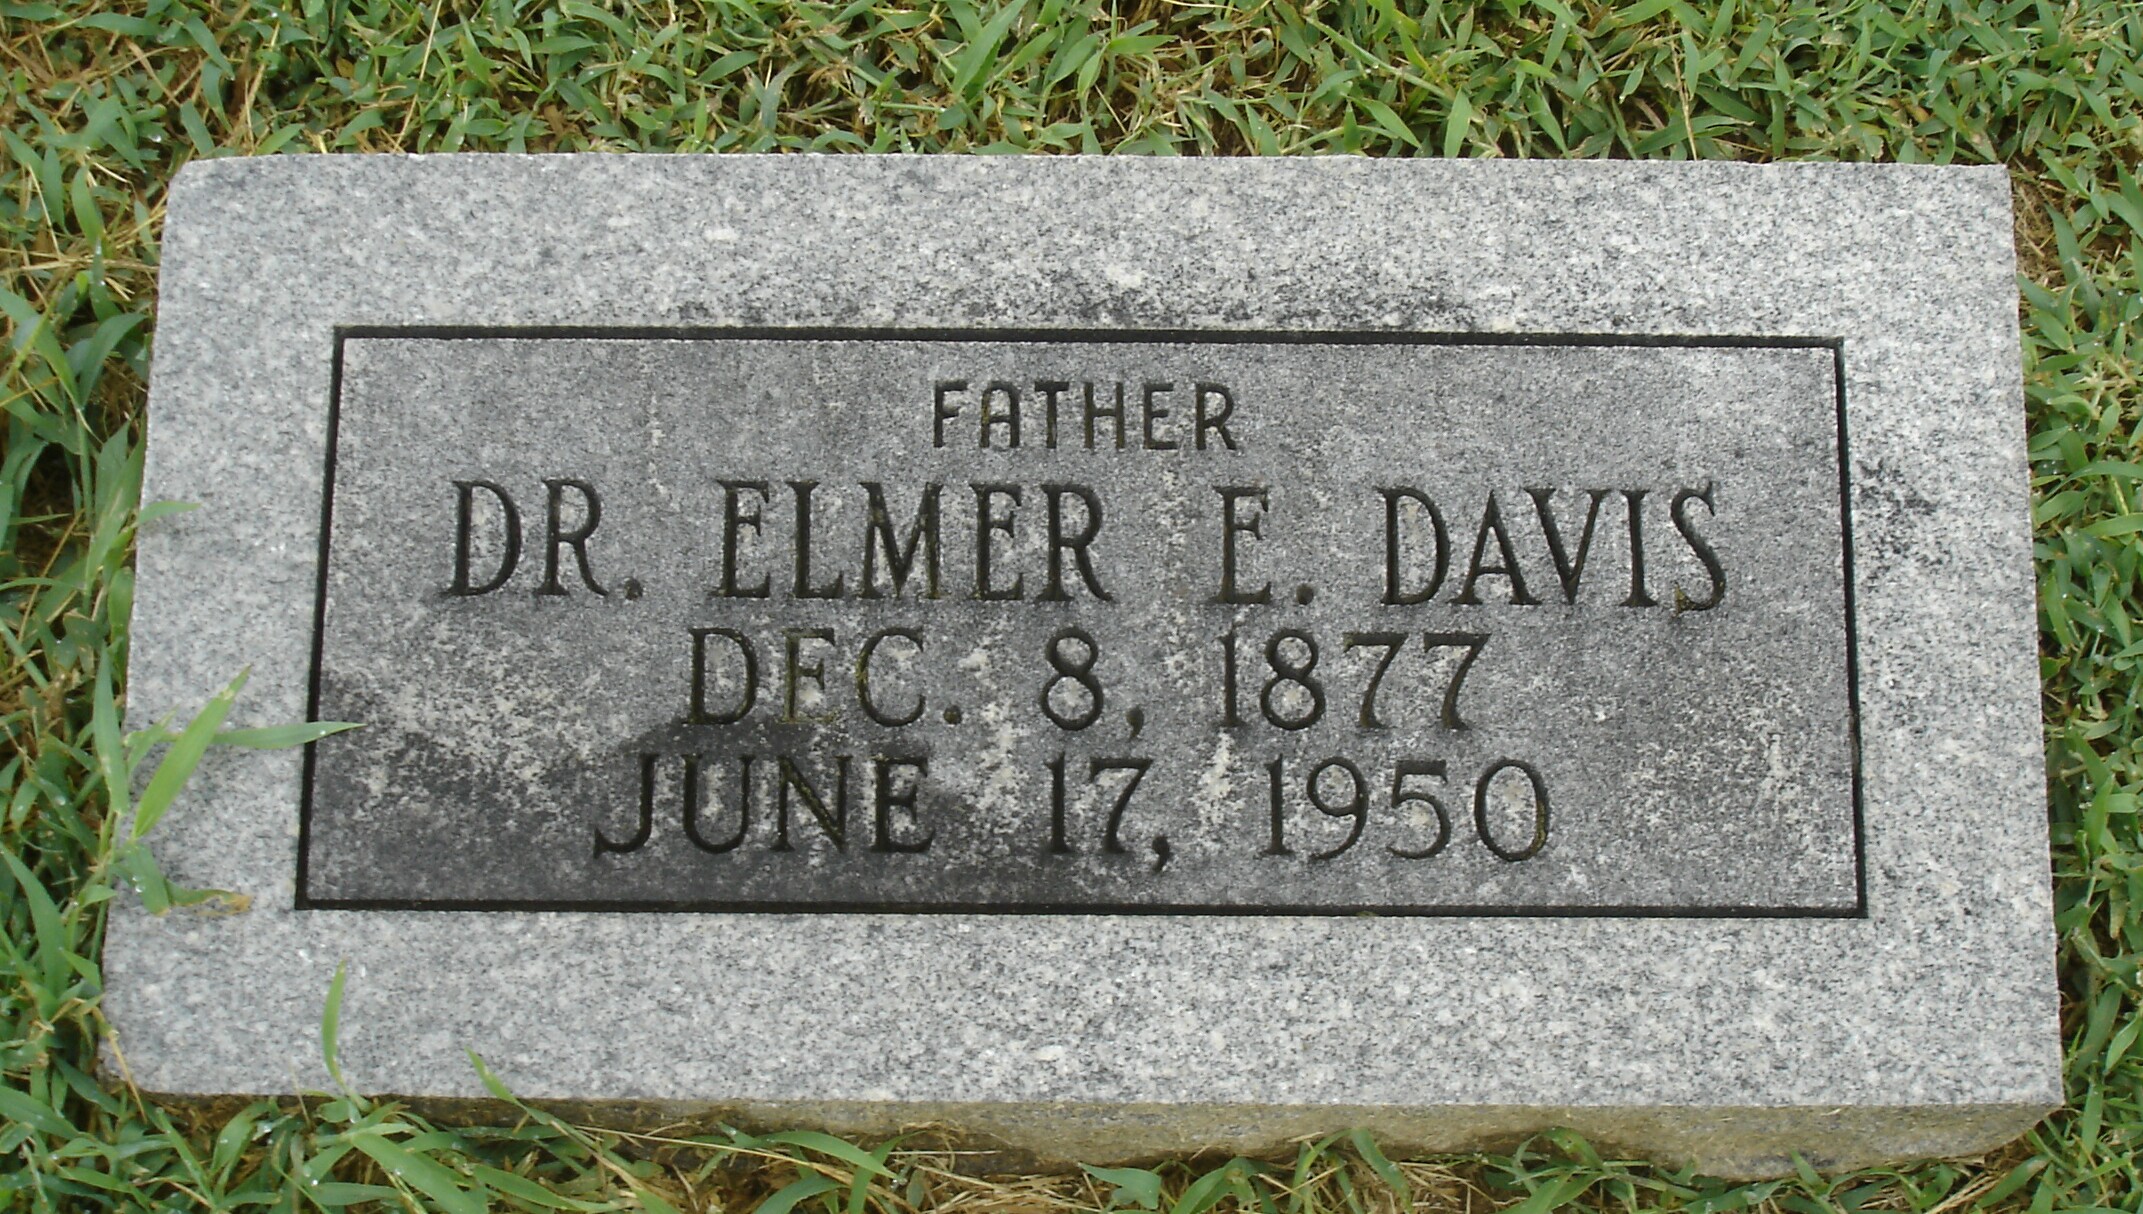 FATHER
DR. ELMER E. DAVIS
DEC. 8, 1877
JUNE 17, 1950